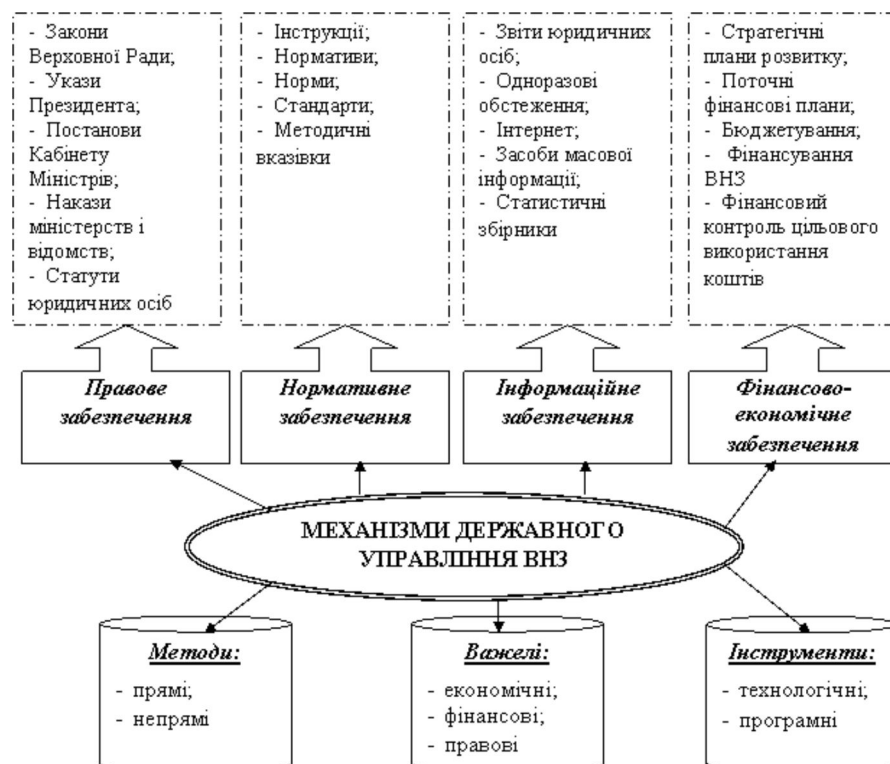 - Закони
Верховної Ради;
- Укази
Президента;
- Постанови
Кабінету
Міністрів;
- Накази
міністерств і
відомств;
- Статути
юридичних осіб
- Інструкції;
- Нормативи;
- Норми;
- Стандарти;
- Методичні
вказівки
- Звіти юридичних
осіб;
- Одноразові
обстеження;
- Інтернет;
- Засоби масової
інформації;
- Статистичні
збірники
- Стратегічні
плани розвитку;
- Поточні
фінансові плани;
- Бюджетування;
- Фінансування
ВНЗ
- Фінансовий
контроль цільового
використання
коштів
Правове
забезпечення
Нормативне
забезпечення
Інформаційне
забезпечення
Фінансово-
економічне
забезпечення
МЕХАНІЗМИ ДЕРЖАВНОГО
УПРАВЛІННЯ ВНЗ
Методи:
- прямі;
- непрямі
Важелі:
- економічні;
- фінансові;
- правові
Інструменти:
- технологічні;
- програмні